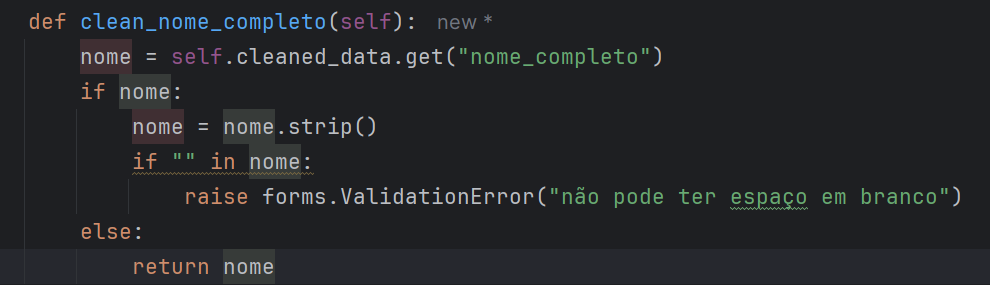 def clean_nome_completo(self): new *
    nome = self.cleaned_data.get("nome_completo")
    if nome:
        nome = nome.strip()
        if "" in nome:
            raise forms.ValidationError("não pode ter espaço em branco")
    else:
        return nome